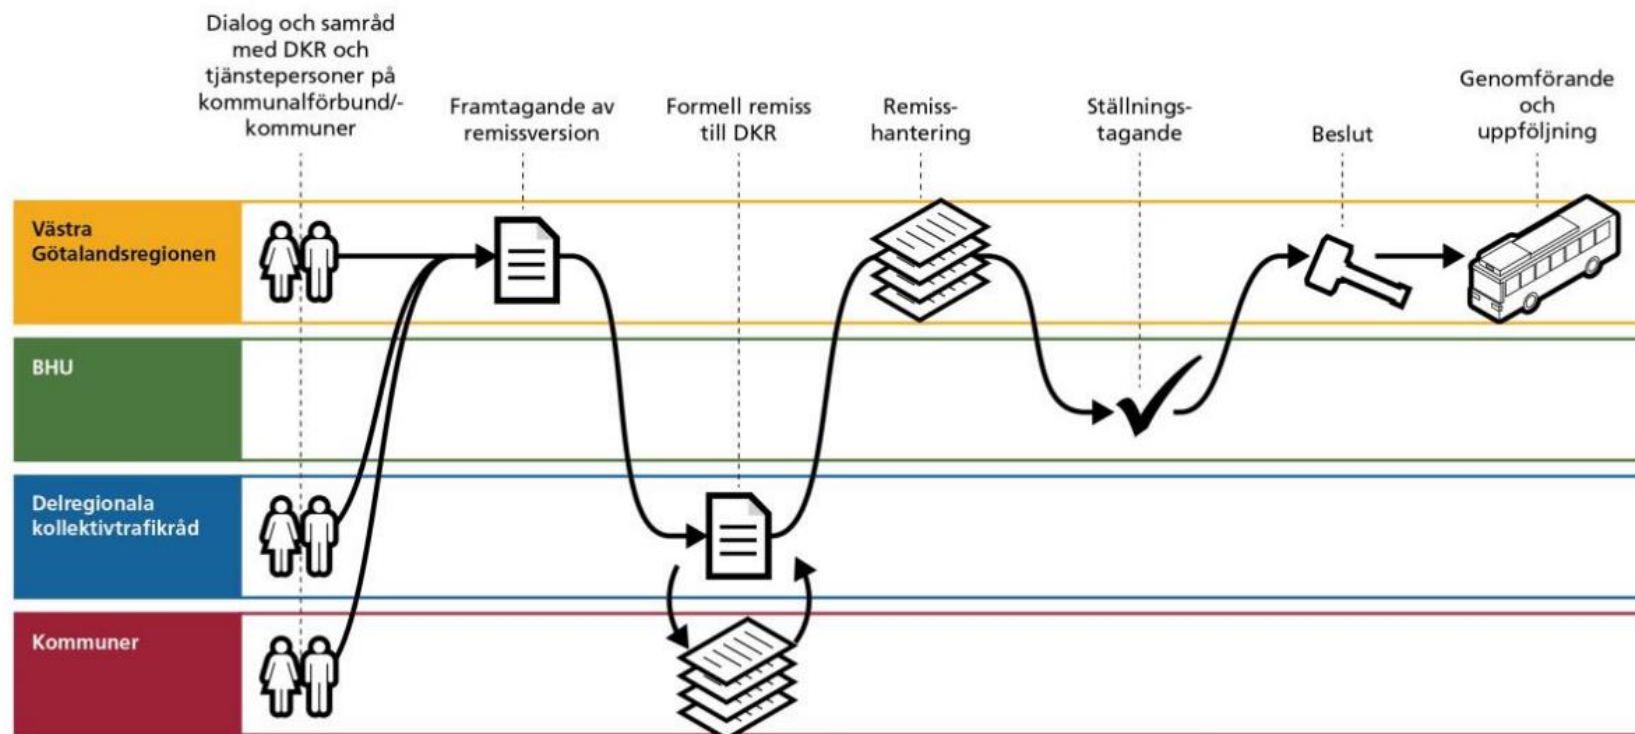 Dialog och samråd
med DKR och
tjänstepersoner på
kommunalförbund/-
kommuner
Framtagande av
remissversion
Formell remiss
till DKR
Remiss-
hantering
Ställnings-
tagande
Beslut
Genomförande
och
uppföljning
Västra
Götalandsregionen
BHU
Delregionala
kollektivtrafikråd
Kommuner